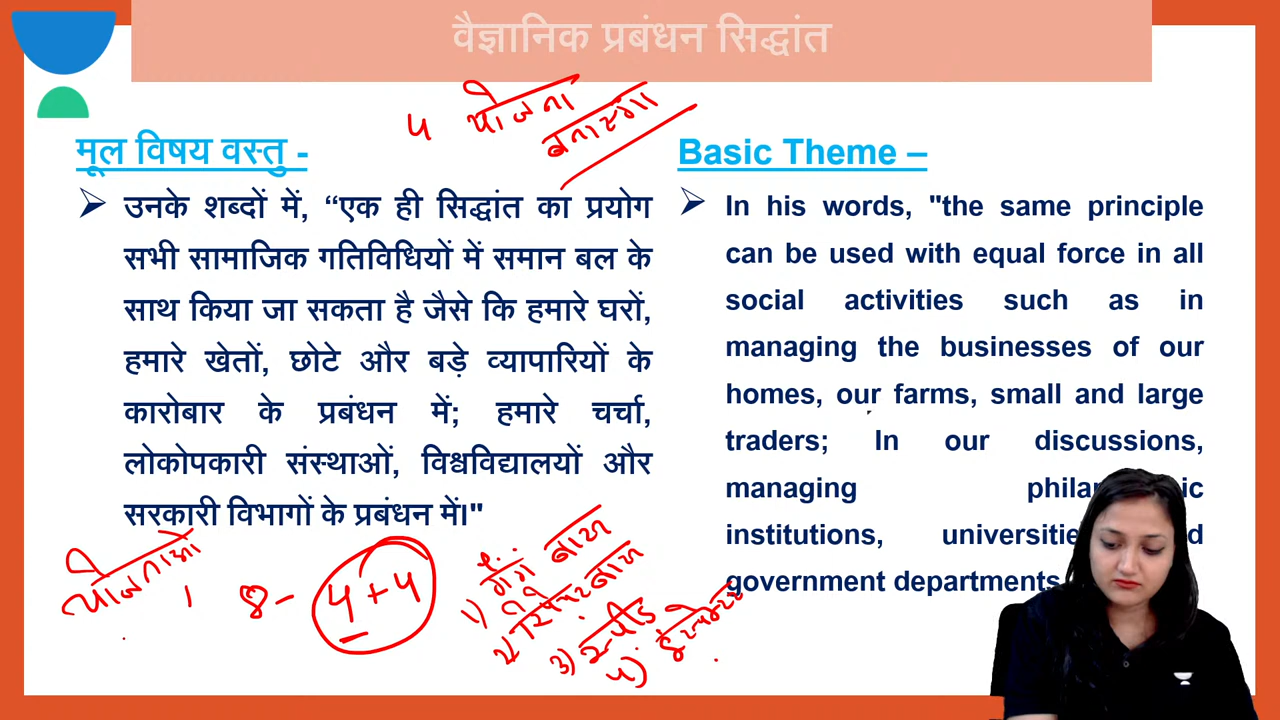 वैज्ञानिक प्रबंधन सिद्धांत
4 योजना
बनाएगा
मूल विषय वस्तु -
उनके शब्दों में, “एक ही सिद्धांत का प्रयोग
सभी सामाजिक गतिविधियों में समान बल के
साथ किया जा सकता है जैसे कि हमारे घरों,
हमारे खेतों, छोटे और बड़े व्यापारियों के
कारोबार के प्रबंधन में; हमारे चर्चा,
लोकोपकारी संस्थाओं, विश्वविद्यालयों और
सरकारी विभागों के प्रबंधन में।"
Basic Theme –
In his words, "the same principle
can be used with equal force in all
social activities such as in
managing the businesses of our
homes, our farms, small and large
traders; In our discussions,
managing
institutions,
government departments
योजनाओ
8 - 4 + 4
1) गैंग बॉस
2) बॉस
3) स्पीड
4)